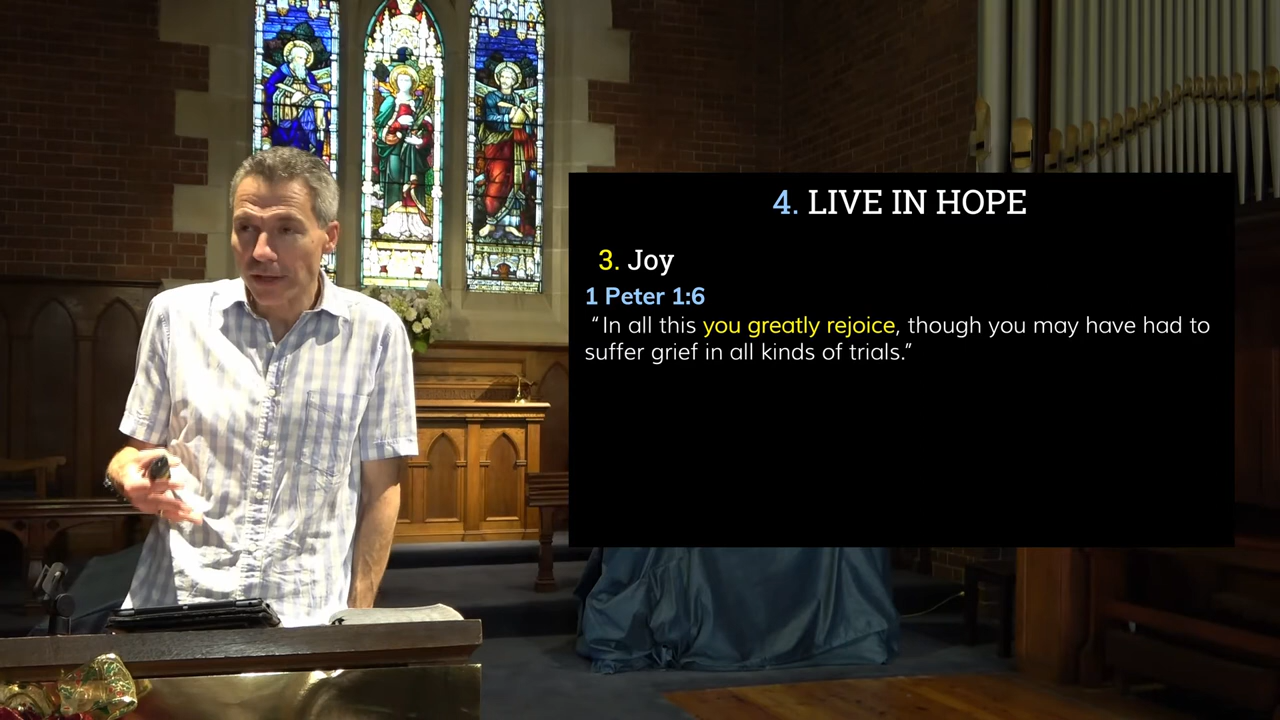 4. LIVE IN HOPE
3. Joy
1 Peter 1:6
“In all this you greatly rejoice, though you may have had to
suffer grief in all kinds of trials.”